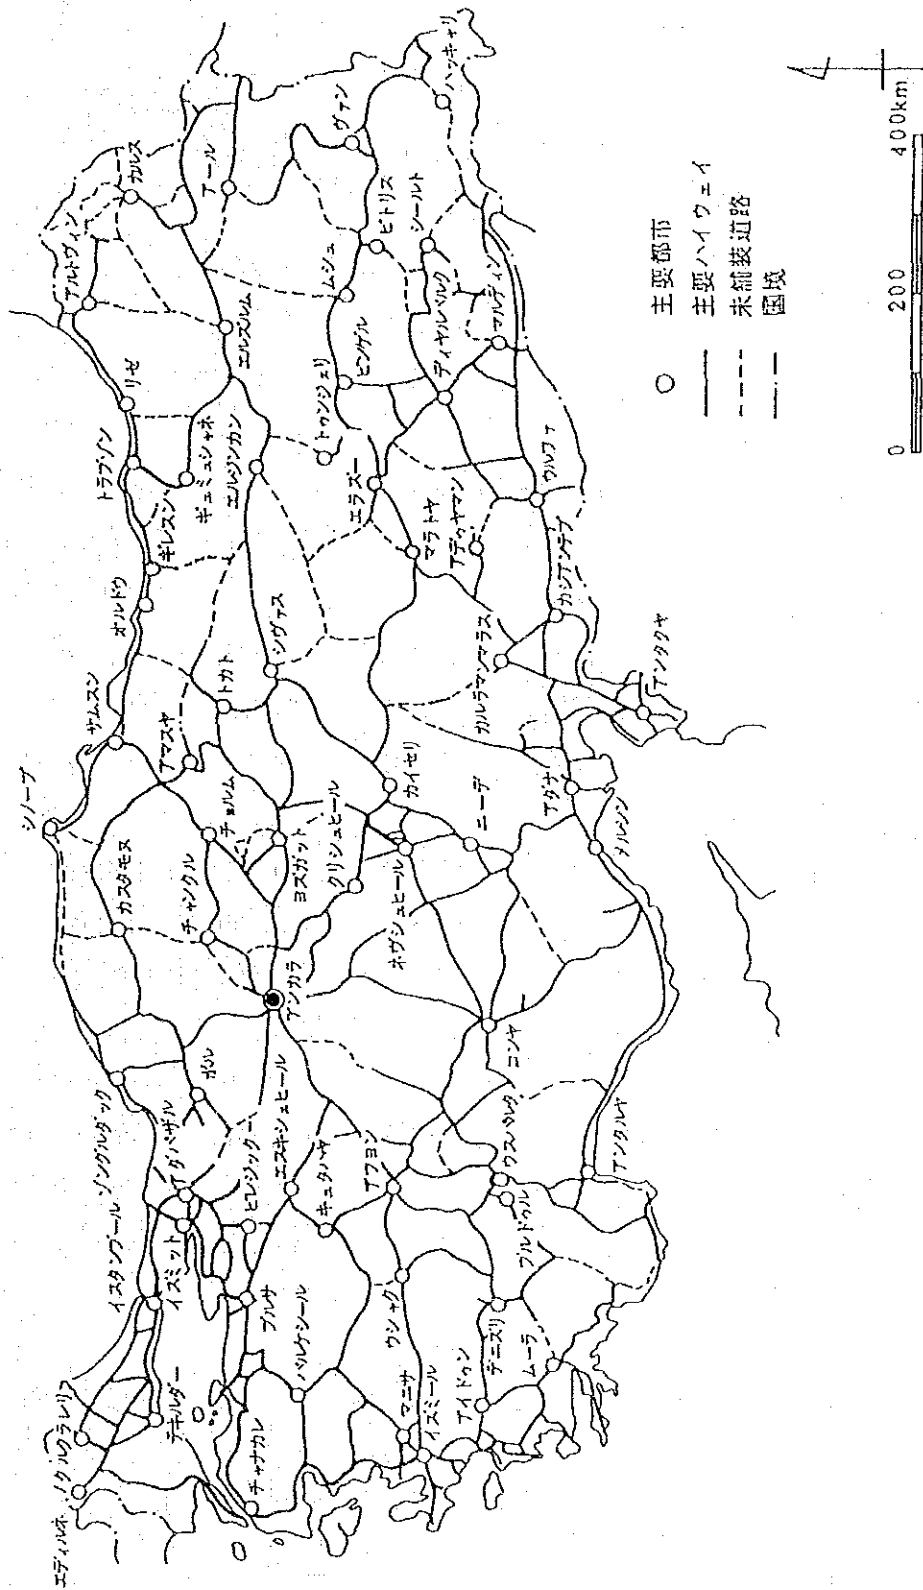 エディルネ
クルクラレリ
テキルダー
イスタンブール
ゾングルダック
イズミット
アダパザル
ボル
ビレジック
チャナカレ
ブルサ
バルケシール
エスキシェヒール
キュタハヤ
アフヨン
ウシャク
マニサ
イズミール
アイドゥン
デニズリ
ムーラ
ブルドゥル
ウスパルタ
アンタルヤ
コンヤ
アンカラ
カスタモヌ
チャンクル
シノープ
サムスン
アマスヤ
チョルム
ヨズガット
クリシュヒール
ネヴシュヒール
カイセリ
ニーデ
アダナ
メルシン
トカト
シヴァス
オルドウ
ギレスン
トラブゾン
リゼ
ギュミュシャネ
エルジンカン
エルズルム
アルトヴィン
カルス
アール
トゥンジェリ
ビンゲル
ムシュ
ビトリス
ヴァン
ハッキャリ
シールト
エラズー
マラトヤ
アディヤマン
ディヤルバルク
マルディン
ウルファ
ガジアンテプ
カハラマンマラス
アンタクヤ
主要都市
主要ハイウェイ
未舗装道路
国境
0 200 400km